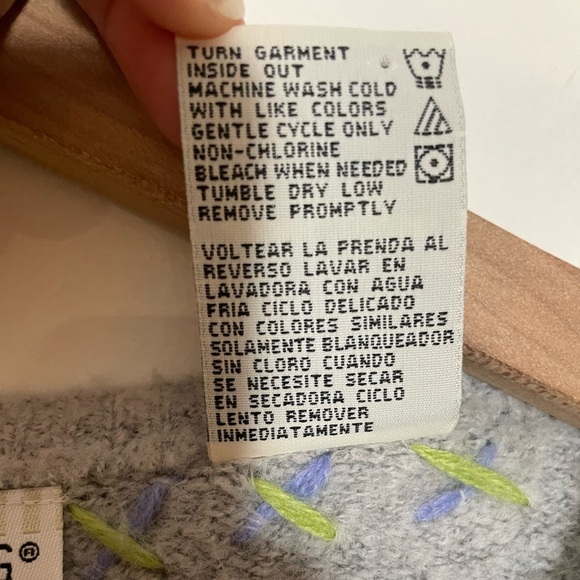 TURN GARMENT
INSIDE OUT
MACHINE WASH COLD
WITH LIKE COLORS
GENTLE CYCLE ONLY
NON-CHLORINE
BLEACH WHEN NEEDED
TUMBLE DRY LOW
REMOVE PROMPTLY
VOLTEAR LA PRENDA AL
REVERSO LAVAR EN
LAVADORA CON AGUA
FRIA CICLO DELICADO
CON COLORES SIMILARES
SOLAMENTE BLANQUEADOR
SIN CLORO CUANDO
SE NECESITE SECAR
EN SECADORA CICLO
LENTO REMOVER
INMEDIATAMENTE
G®